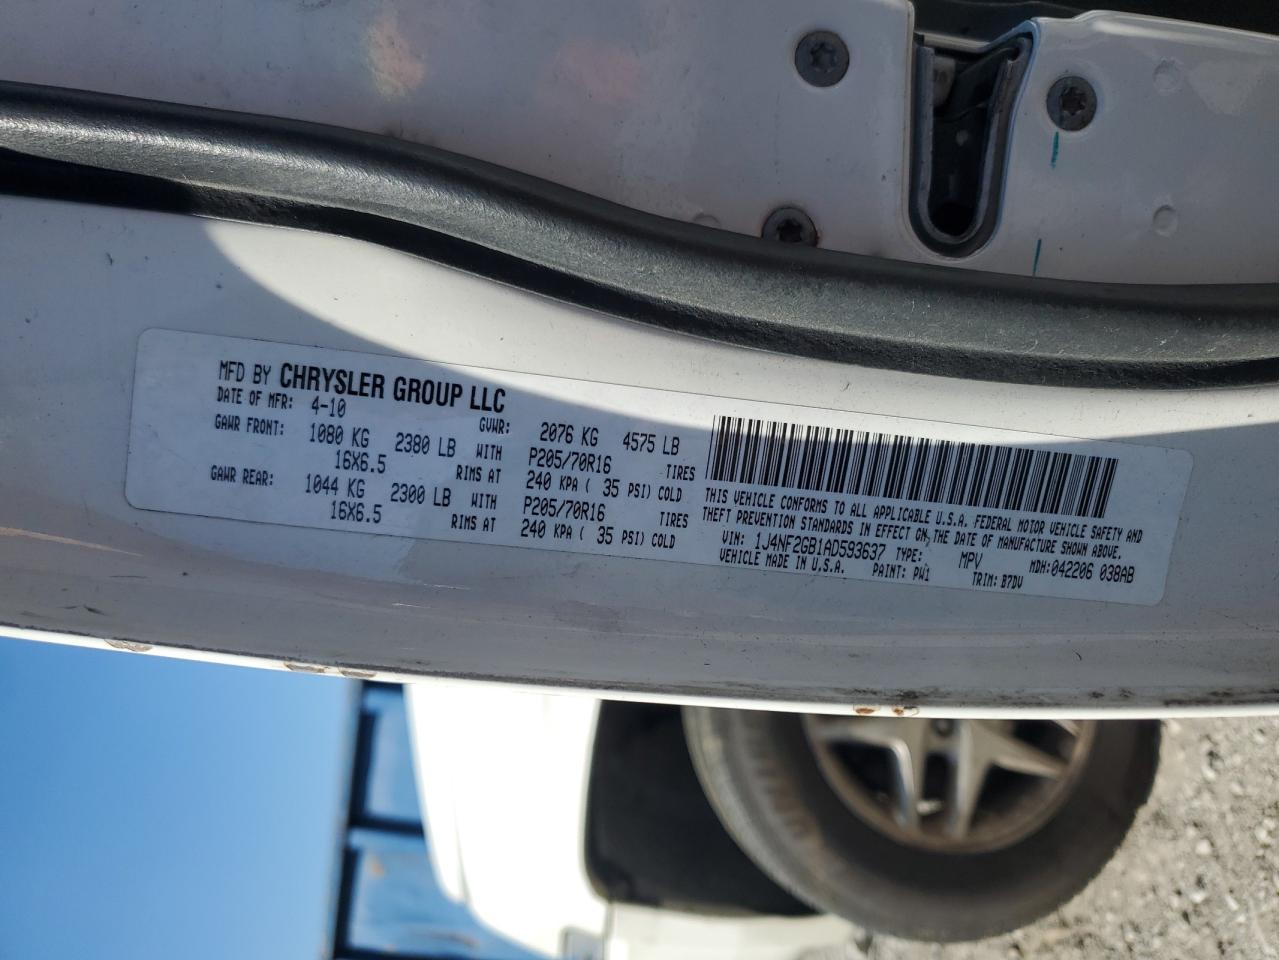 MFD BY CHRYSLER GROUP LLC
DATE OF MFR: 4-10 GVWR: 2076 KG 4575 LB
GAWR FRONT: 1080 KG 2380 LB WITH P205/70R16 TIRES
16X6.5 RIMS AT 240 KPA ( 35 PSI) COLD
GAWR REAR: 1044 KG 2300 LB WITH P205/70R16 TIRES
16X6.5 RIMS AT 240 KPA ( 35 PSI) COLD
THIS VEHICLE CONFORMS TO ALL APPLICABLE U.S.A. FEDERAL MOTOR VEHICLE SAFETY AND
THEFT PREVENTION STANDARDS IN EFFECT ON THE DATE OF MANUFACTURE SHOWN ABOVE.
VIN: 1J4NF2GB1AD593637 TYPE: MPV MDH:042206 038AB
VEHICLE MADE IN U.S.A. PAINT: PW1 TRIM: B7DV